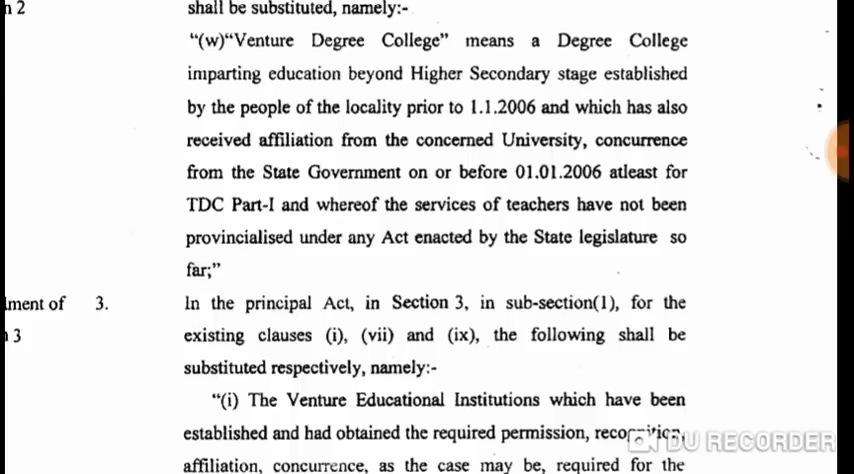 n 2
shall be substituted, namely:-
“(w)“Venture Degree College” means a Degree College
imparting education beyond Higher Secondary stage established
by the people of the locality prior to 1.1.2006 and which has also
received affiliation from the concerned University, concurrence
from the State Government on or before 01.01.2006 atleast for
TDC Part-I and whereof the services of teachers have not been
provincialised under any Act enacted by the State legislature so
far;”
lment of 3. In the principal Act, in Section 3, in sub-section(1), for the
n 3 existing clauses (i), (vii) and (ix), the following shall be
substituted respectively, namely:-
“(i) The Venture Educational Institutions which have been
established and had obtained the required permission, recognition,
affiliation, concurrence, as the case may be, required for the
DU RECORDER